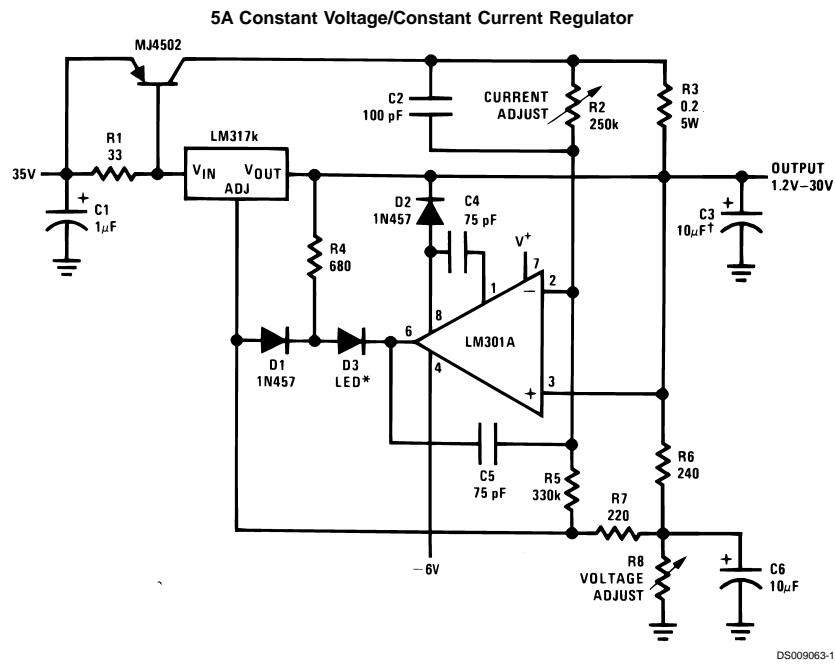 5A Constant Voltage/Constant Current Regulator
MJ4502
C2
100 pF
CURRENT
ADJUST
R2
250k
R3
0.2
5W
R1
33
LM317k
35V
VIN
VOUT
ADJ
OUTPUT
1.2V–30V
C1
1μF
+
D2
1N457
C4
75 pF
V+
7
C3
10μF†
+
R4
680
1
2
−
8
6
LM301A
4
3
+
D1
1N457
D3
LED*
C5
75 pF
R5
330k
R6
240
R7
220
−6V
R8
VOLTAGE
ADJUST
+
C6
10μF
DS009063-1